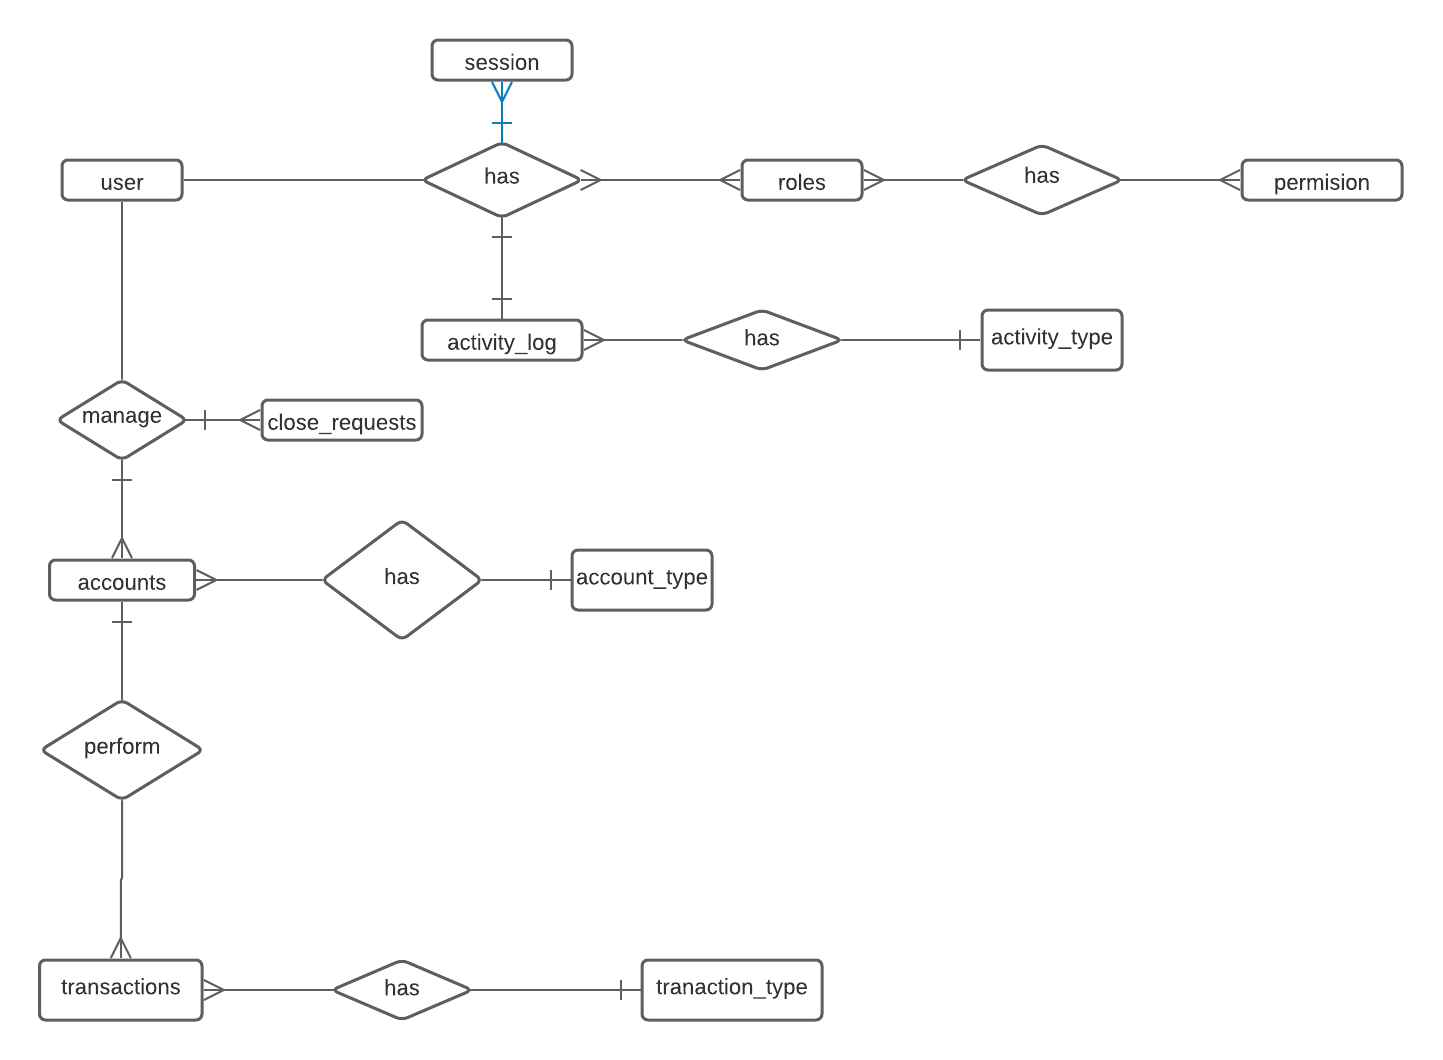 session
user
has
roles
has
permision
activity_log
has
activity_type
manage
close_requests
accounts
has
account_type
perform
transactions
has
tranaction_type